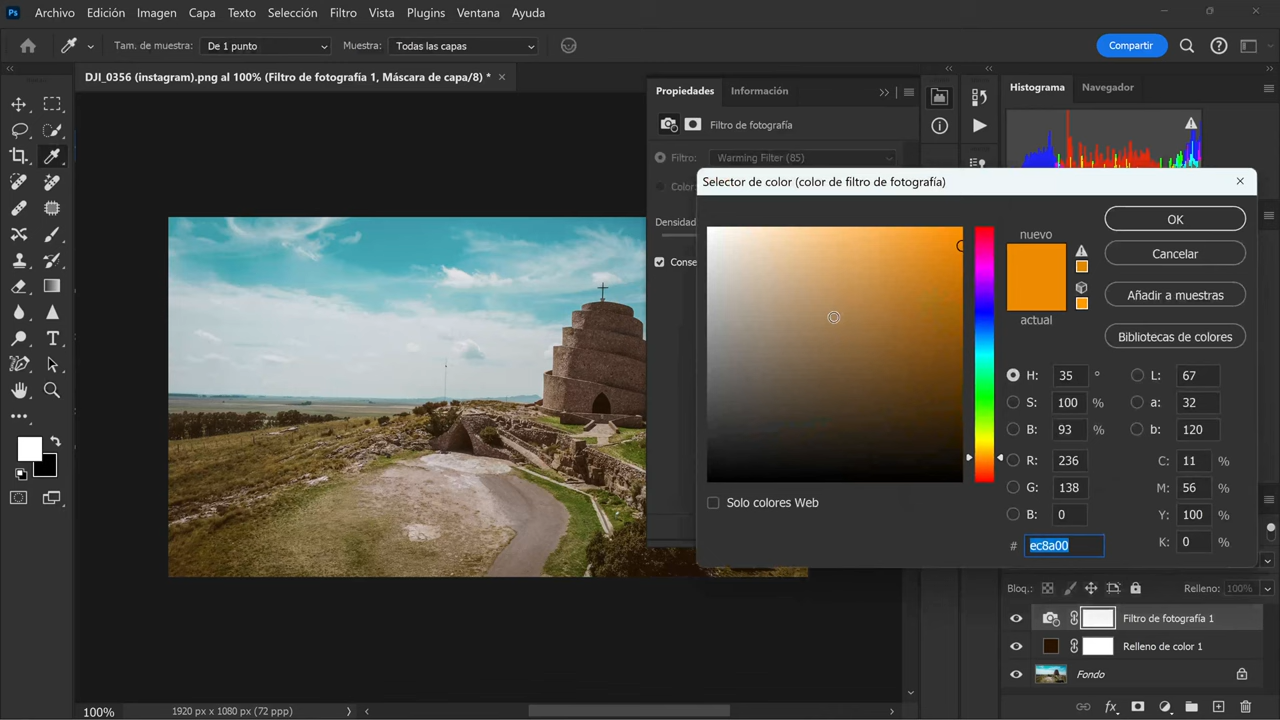 Ps Archivo Edición Imagen Capa Texto Selección Filtro Vista Plugins Ventana Ayuda
Tam. de muestra: De 1 punto Muestra: Todas las capas Compartir
DJI_0356 (instagram).png al 100% (Filtro de fotografía 1, Máscara de capa/8) *
Propiedades Información
Histograma Navegador
Filtro de fotografía
Filtro: Warming Filter (85)
Color:
Densidad
Conse
Selector de color (color de filtro de fotografía)
nuevo
actual
OK
Cancelar
Añadir a muestras
Bibliotecas de colores
H: 35 ° L: 67
S: 100 % a: 32
B: 93 % b: 120
R: 236 C: 11 %
G: 138 M: 56 %
B: 0 Y: 100 %
# ec8a00 K: 0 %
Solo colores Web
Bloq.: Relleno: 100%
Filtro de fotografía 1
Relleno de color 1
Fondo
fx
100% 1920 px x 1080 px (72 ppp)